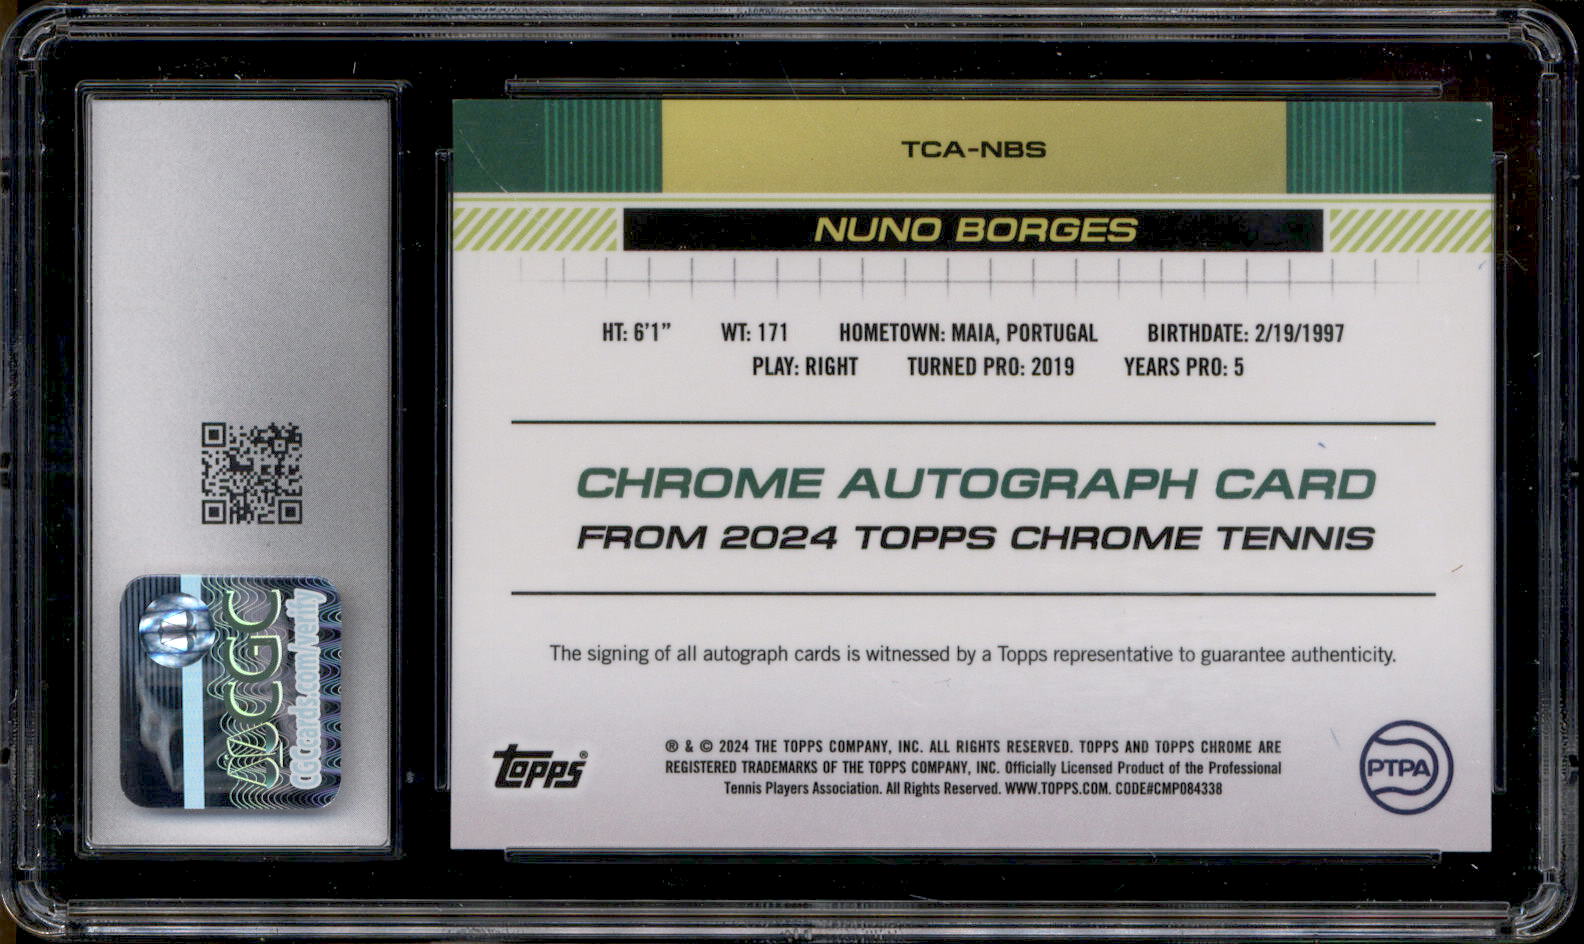 TCA-NBS
NUNO BORGES
HT: 6'1" WT: 171 HOMETOWN: MAIA, PORTUGAL BIRTHDATE: 2/19/1997
PLAY: RIGHT TURNED PRO: 2019 YEARS PRO: 5
CHROME AUTOGRAPH CARD
FROM 2024 TOPPS CHROME TENNIS
The signing of all autograph cards is witnessed by a Topps representative to guarantee authenticity.
topps®
® & © 2024 THE TOPPS COMPANY, INC. ALL RIGHTS RESERVED. TOPPS AND TOPPS CHROME ARE
REGISTERED TRADEMARKS OF THE TOPPS COMPANY, INC. Officially Licensed Product of the Professional
Tennis Players Association. All Rights Reserved. WWW.TOPPS.COM. CODE#CMP084338
PTPA
CGC
CGCcards.com/verify